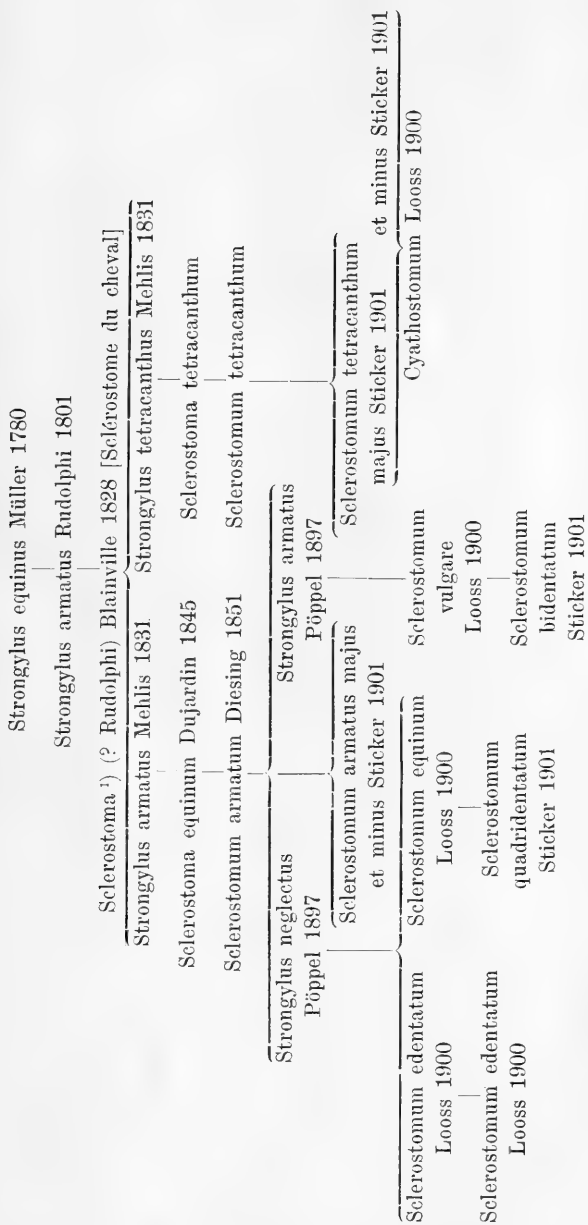 Strongylus equinus Müller 1780
Strongylus armatus Rudolphi 1801
Sclerostoma ¹) (? Rudolphi) Blainville 1828 [Sclérostome du cheval]
Strongylus armatus Mehlis 1831
Strongylus tetracanthus Mehlis 1831
Sclerostoma equinum Dujardin 1845
Sclerostoma tetracanthum
Sclerostomum armatum Diesing 1851
Sclerostomum tetracanthum
Strongylus neglectus
Pöppel 1897
Strongylus armatus
Pöppel 1897
Sclerostomum armatus majus
et minus Sticker 1901
Sclerostomum tetracanthum
majus Sticker 1901
et minus Sticker 1901
Cyathostomum Looss 1900
Sclerostomum edentatum
Looss 1900
Sclerostomum equinum
Looss 1900
Sclerostomum
vulgare
Looss 1900
Sclerostomum edentatum
Looss 1900
Sclerostomum
quadridentatum
Sticker 1901
Sclerostomum
bidentatum
Sticker 1901